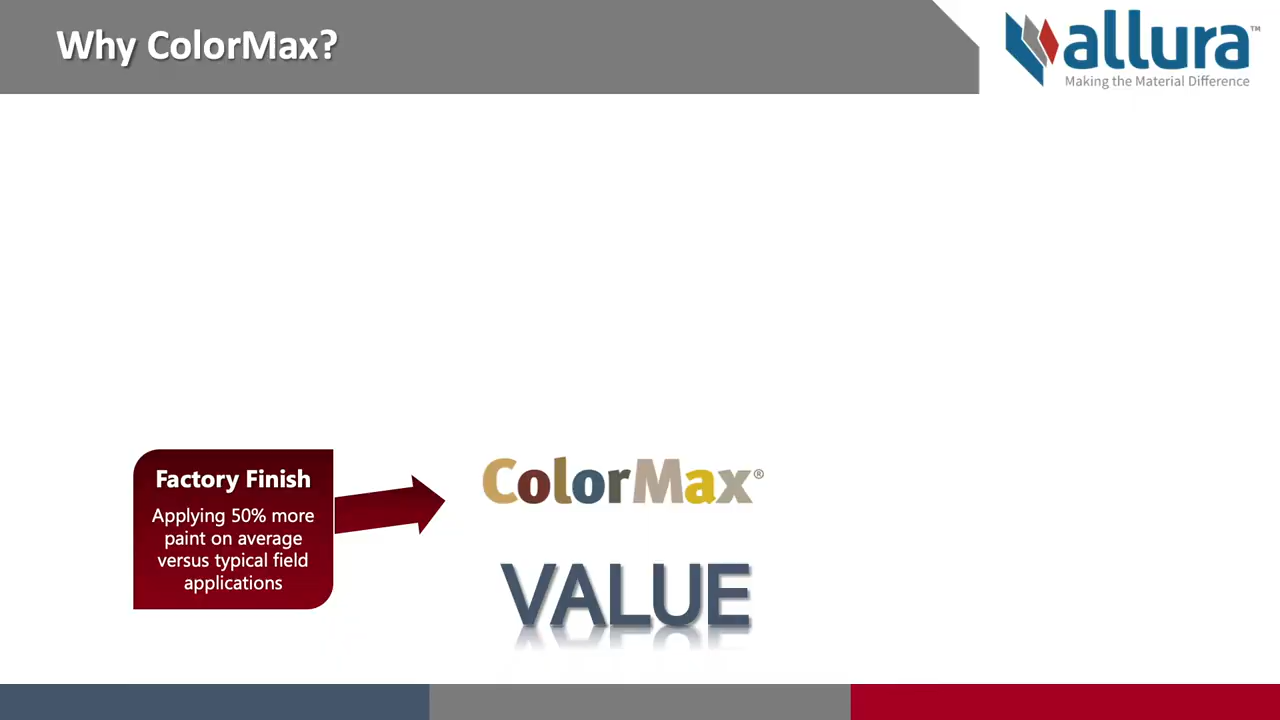 Why ColorMax?
allura™
Making the Material Difference
Factory Finish
Applying 50% more
paint on average
versus typical field
applications
ColorMax®
VALUE